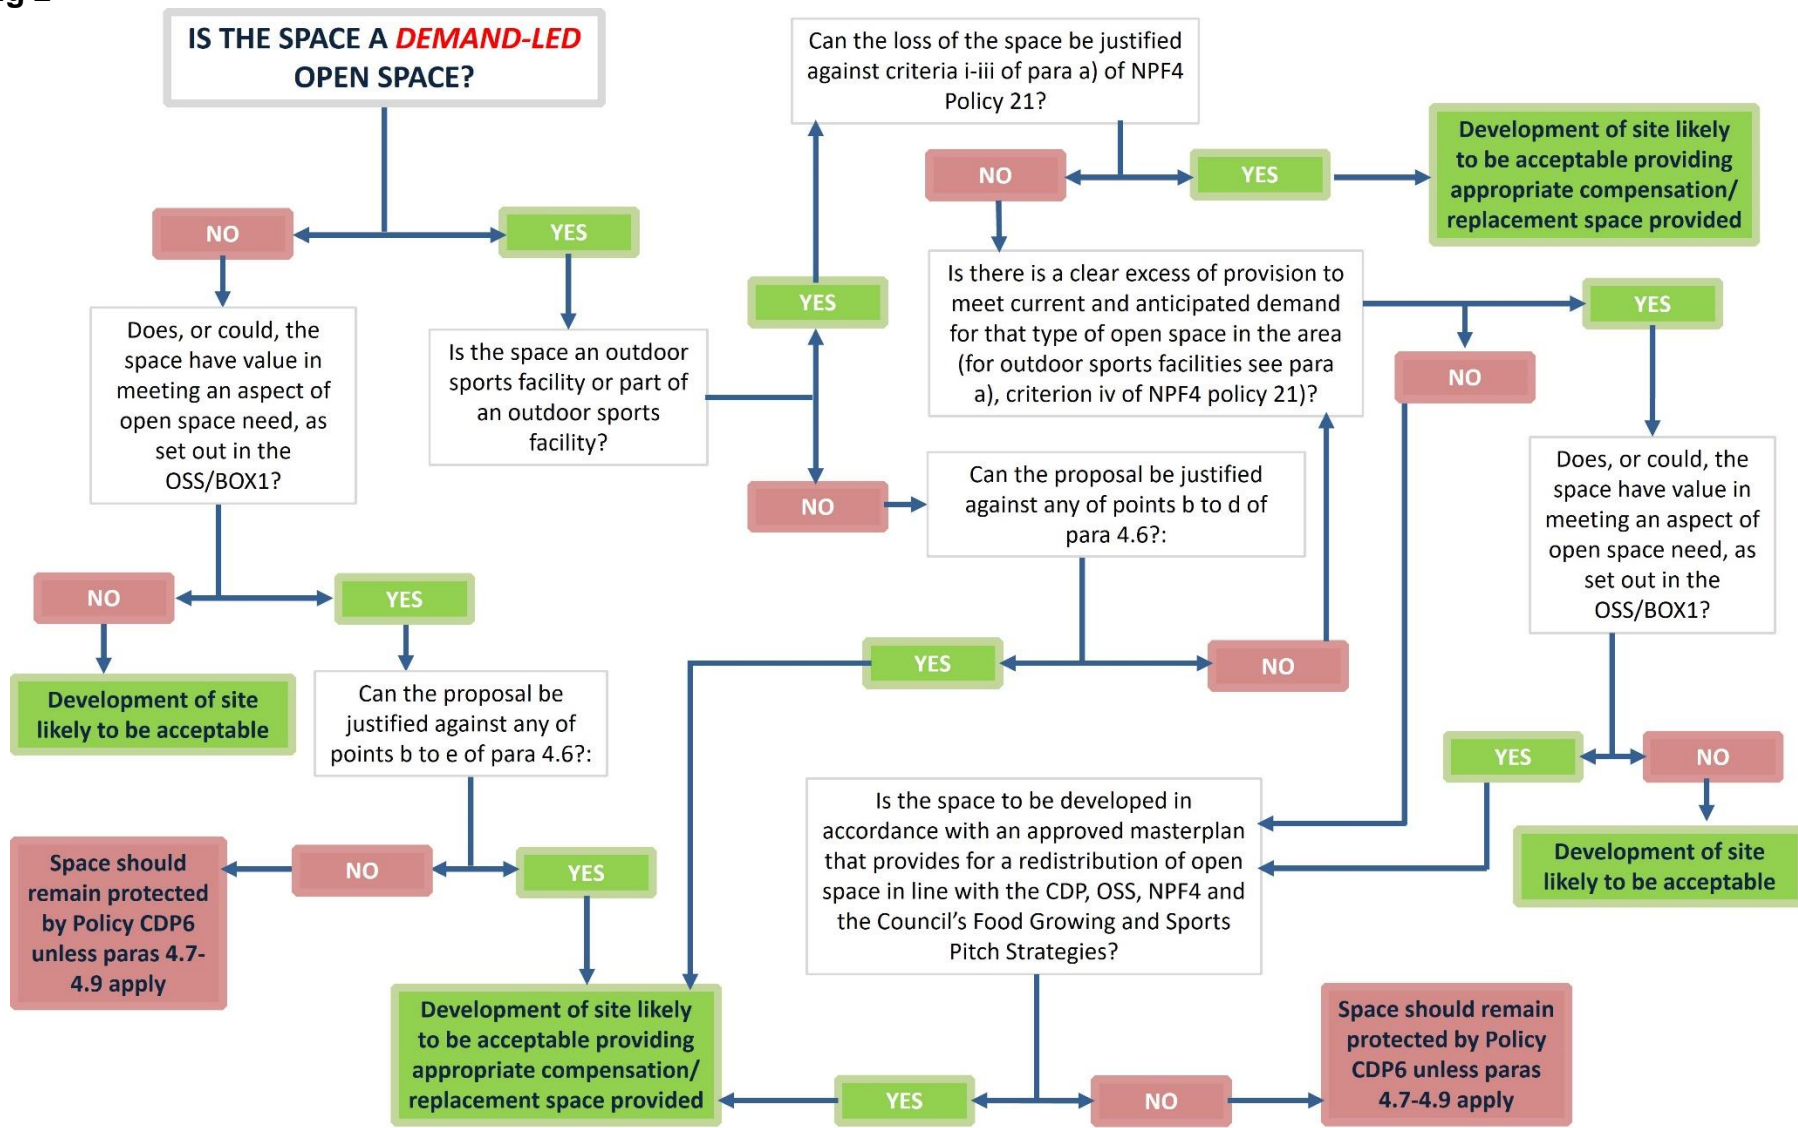 IS THE SPACE A DEMAND-LED
OPEN SPACE?
NO
YES
Does, or could, the
space have value in
meeting an aspect of
open space need, as
set out in the
OSS/BOX1?
Is the space an outdoor
sports facility or part of
an outdoor sports
facility?
NO
YES
Development of site
likely to be acceptable
Can the proposal be
justified against any of
points b to e of para 4.6?:
NO
YES
Space should
remain protected
by Policy CDP6
unless paras 4.7-
4.9 apply
Development of site likely
to be acceptable providing
appropriate compensation/
replacement space provided
YES
NO
Can the loss of the space be justified
against criteria i-iii of para a) of NPF4
Policy 21?
NO
YES
Development of site likely
to be acceptable providing
appropriate compensation/
replacement space provided
Is there is a clear excess of provision to
meet current and anticipated demand
for that type of open space in the area
(for outdoor sports facilities see para
a), criterion iv of NPF4 policy 21)?
YES
NO
Can the proposal be justified
against any of points b to d of
para 4.6?:
YES
NO
Does, or could, the
space have value in
meeting an aspect of
open space need, as
set out in the
OSS/BOX1?
YES
NO
Development of site
likely to be acceptable
Is the space to be developed in
accordance with an approved masterplan
that provides for a redistribution of open
space in line with the CDP, OSS, NPF4 and
the Council's Food Growing and Sports
Pitch Strategies?
YES
NO
Space should remain
protected by Policy
CDP6 unless paras
4.7-4.9 apply